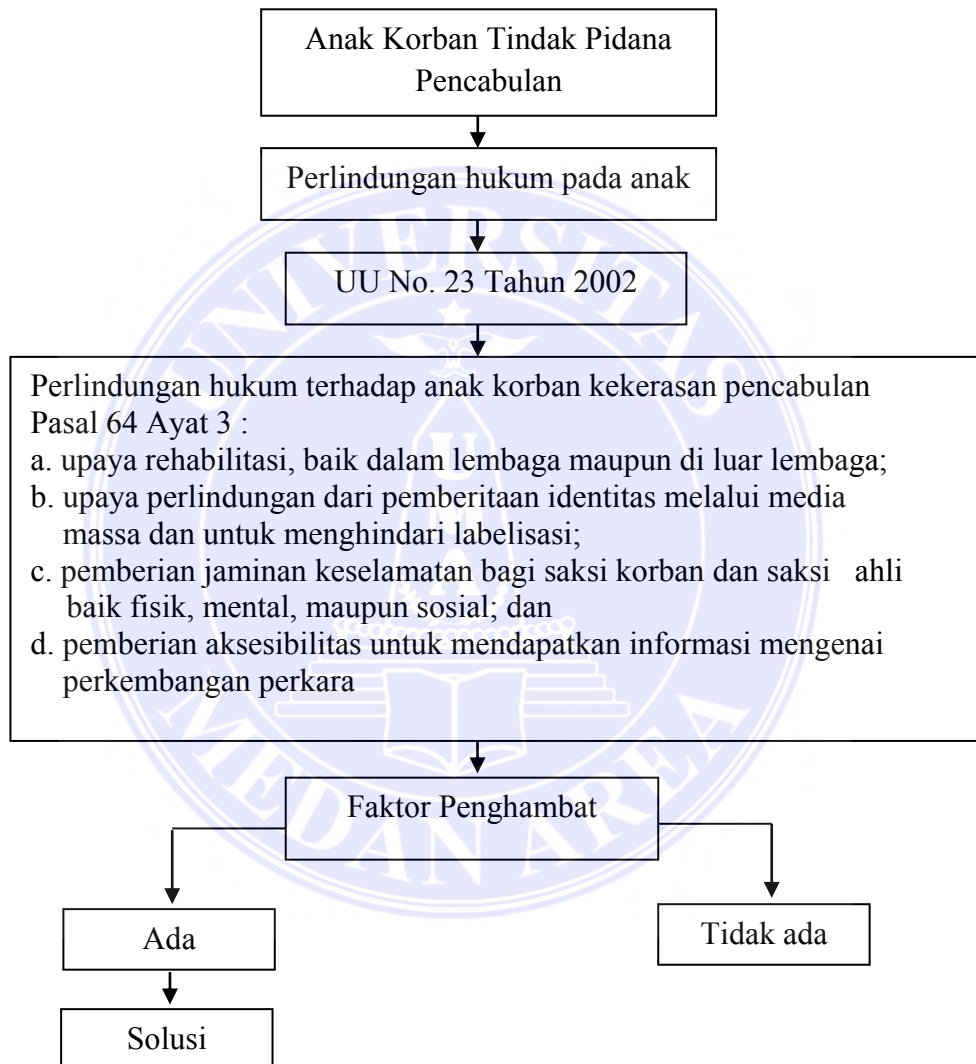 Anak Korban Tindak Pidana
Pencabulan
Perlindungan hukum pada anak
UU No. 23 Tahun 2002
Perlindungan hukum terhadap anak korban kekerasan pencabulan
Pasal 64 Ayat 3 :
a. upaya rehabilitasi, baik dalam lembaga maupun di luar lembaga;
b. upaya perlindungan dari pemberitaan identitas melalui media
massa dan untuk menghindari labelisasi;
c. pemberian jaminan keselamatan bagi saksi korban dan saksi ahli
baik fisik, mental, maupun sosial; dan
d. pemberian aksesibilitas untuk mendapatkan informasi mengenai
perkembangan perkara
Faktor Penghambat
Ada
Tidak ada
Solusi
UNIVERSITAS
MEDAN AREA
U
M
A